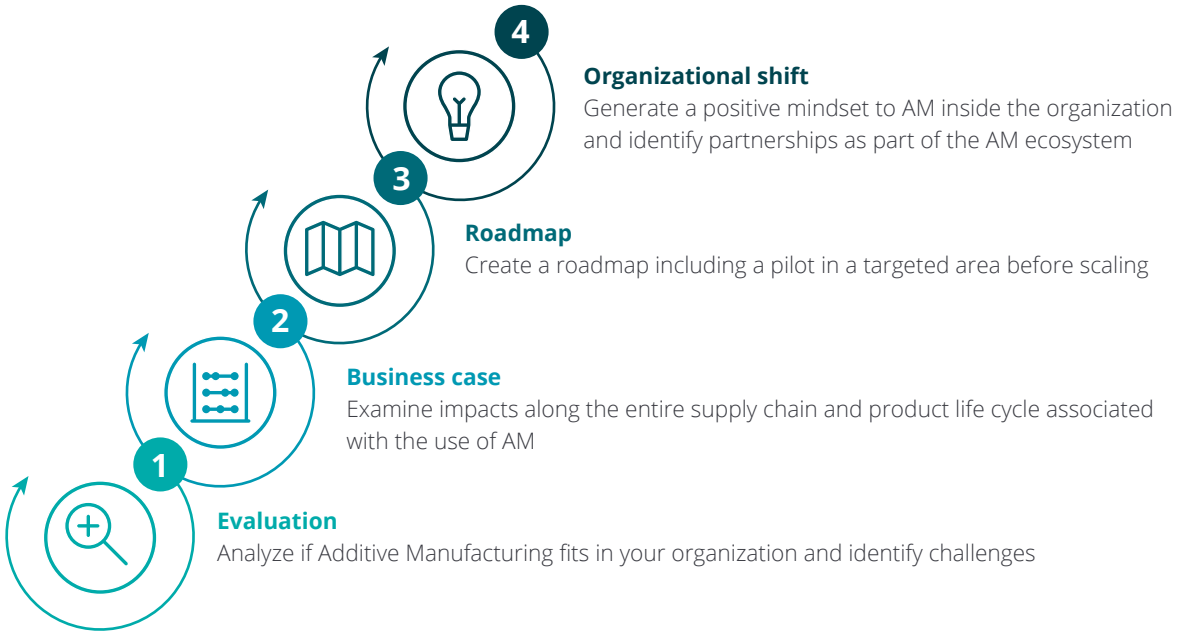 4
Organizational shift
Generate a positive mindset to AM inside the organization
and identify partnerships as part of the AM ecosystem
3
Roadmap
Create a roadmap including a pilot in a targeted area before scaling
2
Business case
Examine impacts along the entire supply chain and product life cycle associated
with the use of AM
1
Evaluation
Analyze if Additive Manufacturing fits in your organization and identify challenges